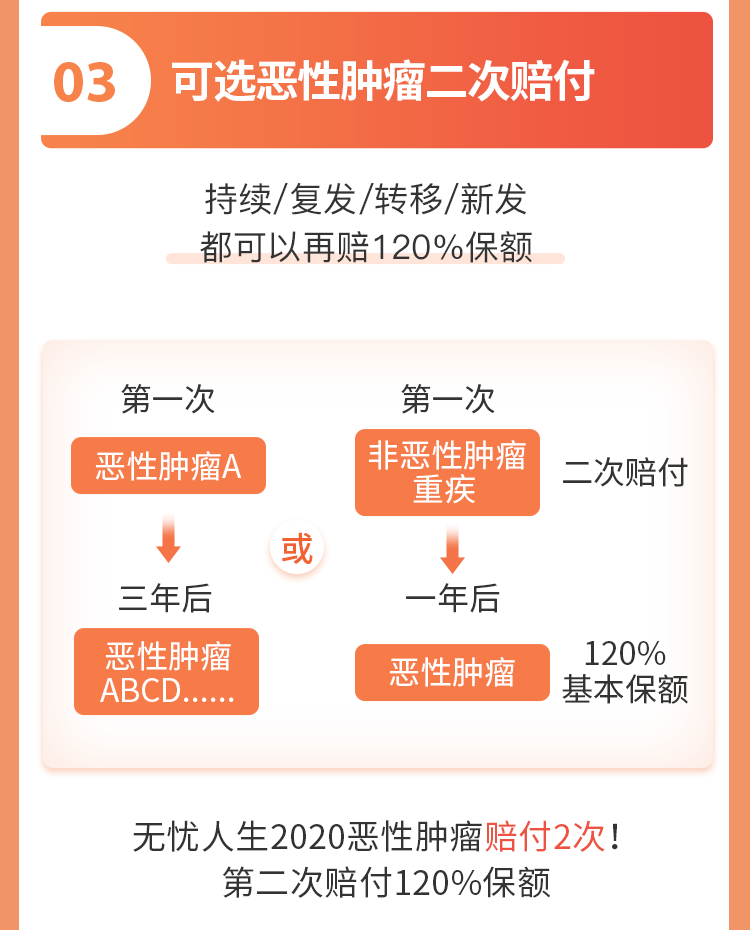 03
可选恶性肿瘤二次赔付
持续/复发/转移/新发
都可以再赔120%保额
第一次
恶性肿瘤A
三年后
恶性肿瘤
ABCD......
或
第一次
非恶性肿瘤
重疾
一年后
恶性肿瘤
二次赔付
120%
基本保额
无忧人生2020恶性肿瘤赔付2次！
第二次赔付120%保额